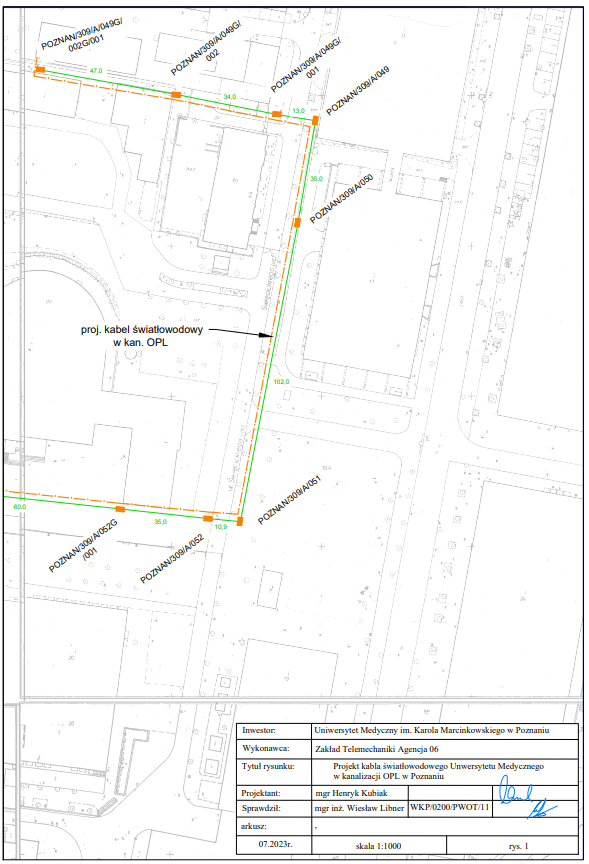 POZNAN/309/A/049G/
002G/001
POZNAN/309/A/049G/
002
POZNAN/309/A/049G/
001
POZNAN/309/A/049
47,0
34,0
13,0
35,0
POZNAN/309/A/050
proj. kabel światłowodowy
w kan. OPL
102,0
POZNAN/309/A/051
60,0
35,0
10,9
POZNAN/309/A/052G
/001
POZNAN/309/A/052
Inwestor: Uniwersytet Medyczny im. Karola Marcinkowskiego w Poznaniu
Wykonawca: Zakład Telemechaniki Agencja 06
Tytuł rysunku: Projekt kabla światłowodowego Unwersytetu Medycznego
w kanalizacji OPL w Poznaniu
Projektant: mgr Henryk Kubiak
Sprawdził: mgr inż. Wiesław Libner WKP/0200/PWOT/11
arkusz: ,
07.2023r. skala 1:1000 rys. 1